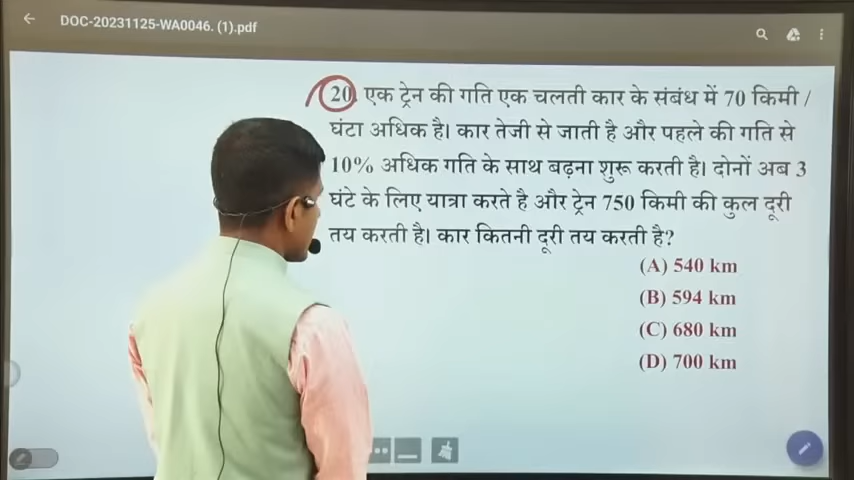 DOC-20231125-WA0046. (1).pdf
20. एक ट्रेन की गति एक चलती कार के संबंध में 70 किमी /
घंटा अधिक है। कार तेजी से जाती है और पहले की गति से
10% अधिक गति के साथ बढ़ना शुरू करती है। दोनों अब 3
घंटे के लिए यात्रा करते है और ट्रेन 750 किमी की कुल दूरी
तय करती है। कार कितनी दूरी तय करती है?
(A) 540 km
(B) 594 km
(C) 680 km
(D) 700 km